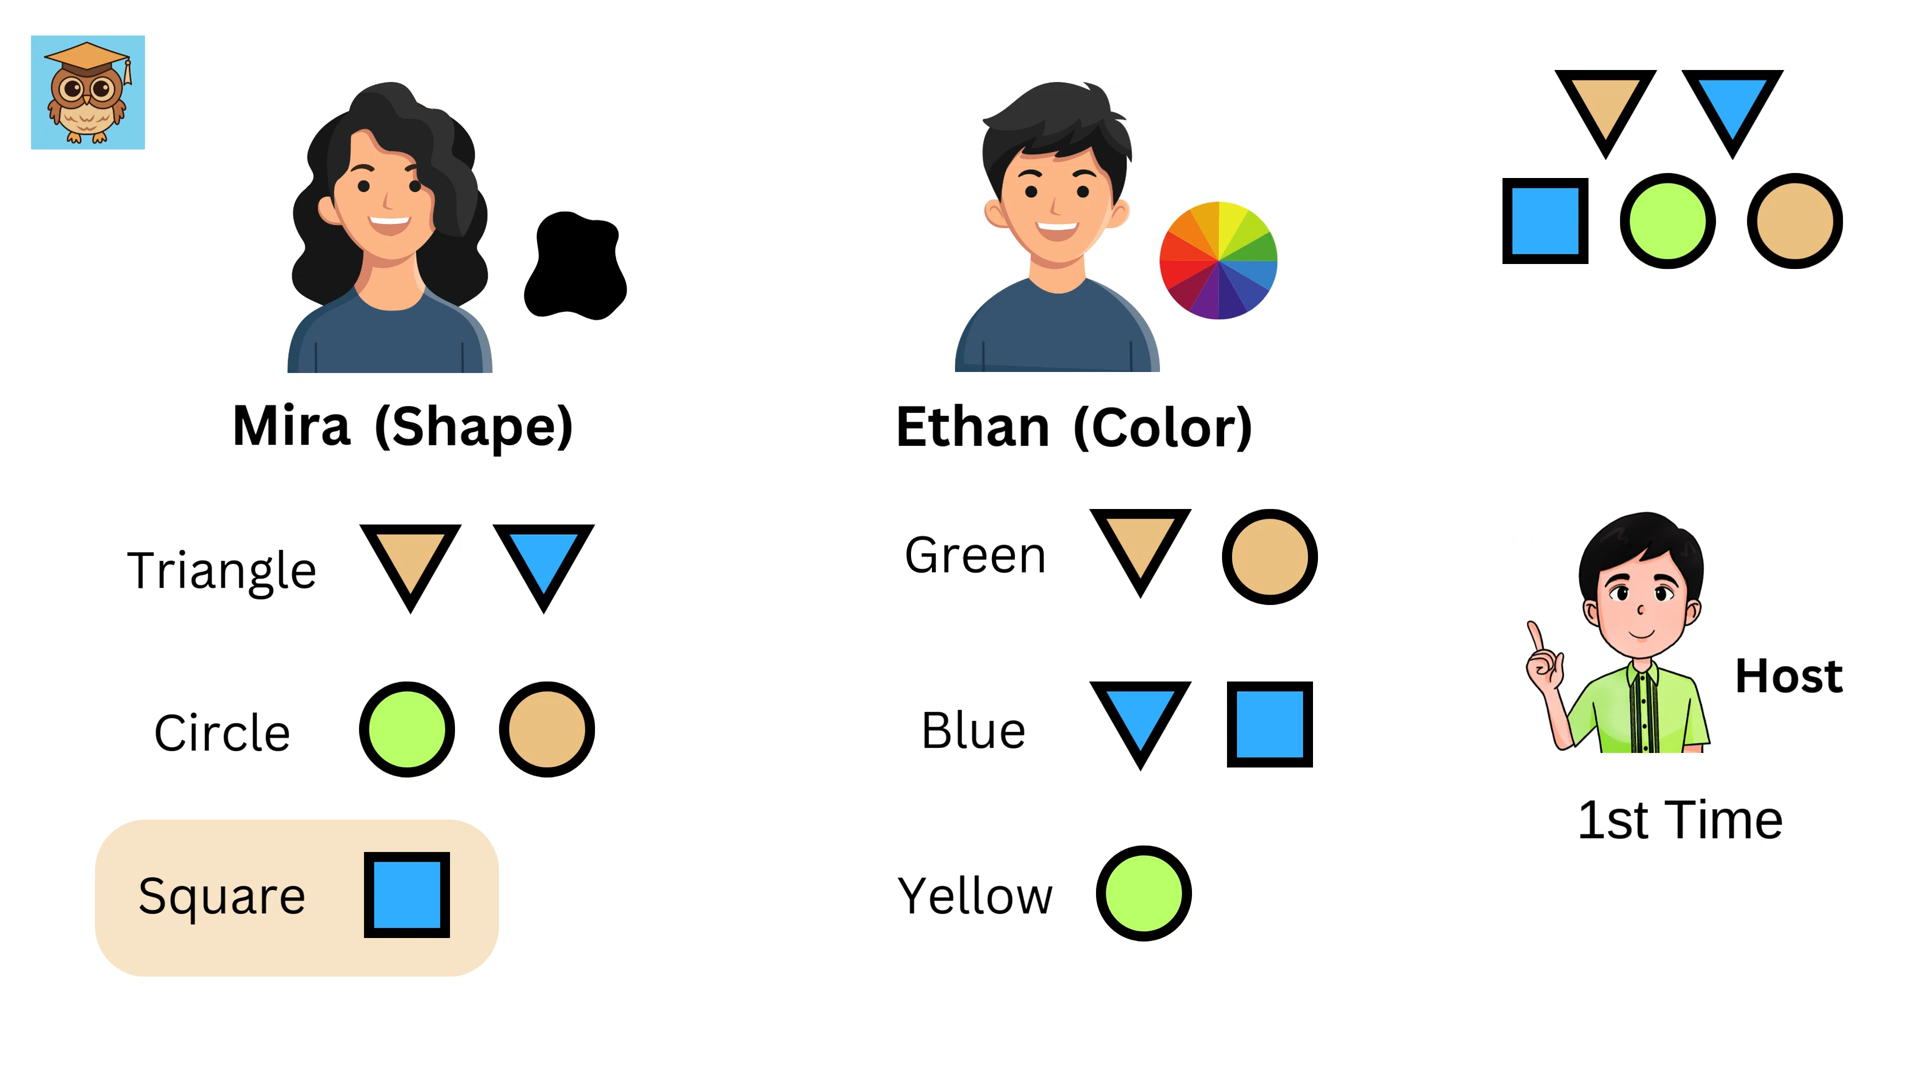 Mira (Shape)
Ethan (Color)
Triangle
Green
Circle
Blue
Host
1st Time
Square
Yellow